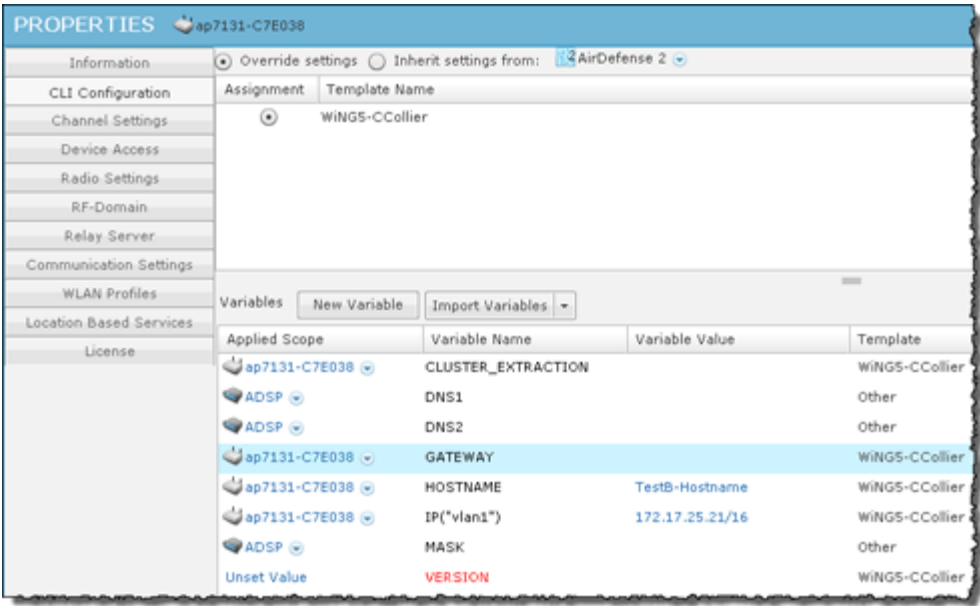 PROPERTIES ap7131-C7E038
Information
CLI Configuration
Channel Settings
Device Access
Radio Settings
RF-Domain
Relay Server
Communication Settings
WLAN Profiles
Location Based Services
License
Override settings Inherit settings from: AirDefense 2
Assignment Template Name
WiNG5-CCollier
Variables New Variable Import Variables
Applied Scope Variable Name Variable Value Template
ap7131-C7E038 CLUSTER_EXTRACTION WiNG5-CCollier
ADSP DNS1 Other
ADSP DNS2 Other
ap7131-C7E038 GATEWAY WiNG5-CCollier
ap7131-C7E038 HOSTNAME TestB-Hostname WiNG5-CCollier
ap7131-C7E038 IP("vlan1") 172.17.25.21/16 WiNG5-CCollier
ADSP MASK Other
Unset Value VERSION WiNG5-CCollier